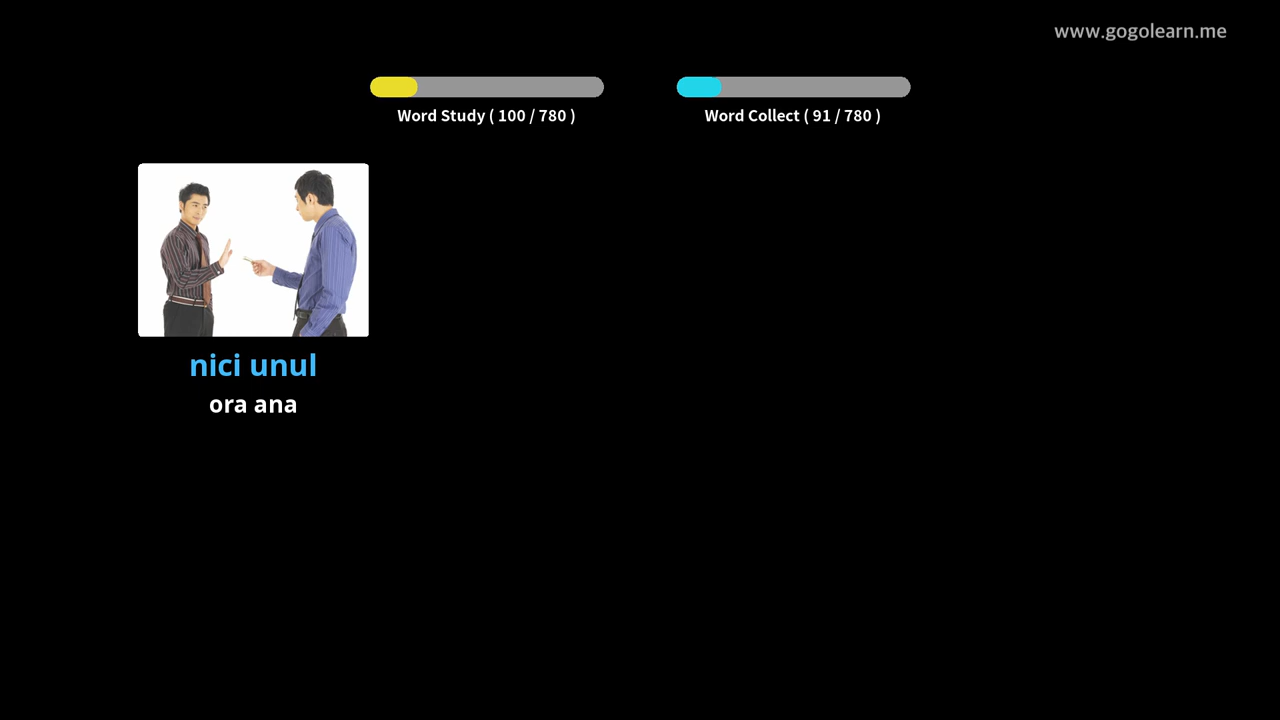 www.gogolearn.me
Word Study ( 100 / 780 )
Word Collect ( 91 / 780 )
nici unul
ora ana